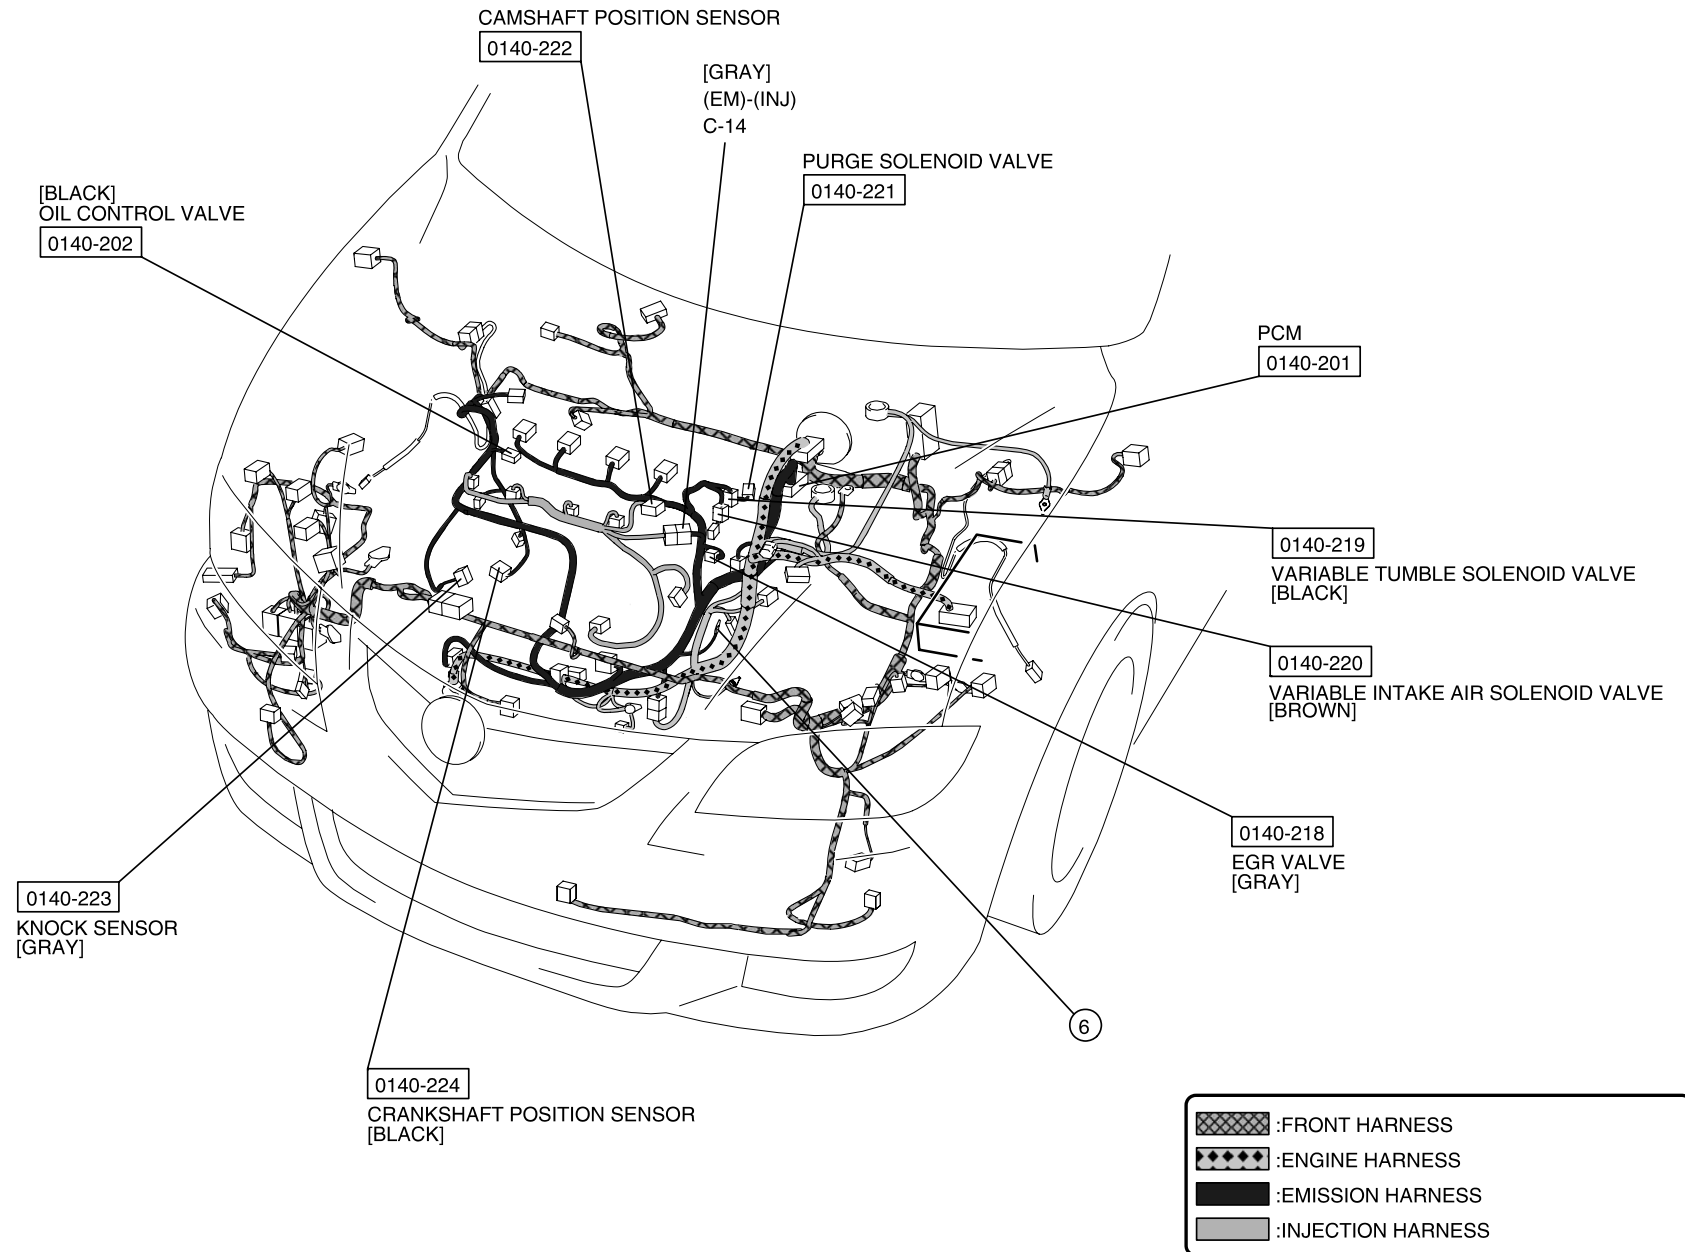 CAMSHAFT POSITION SENSOR
0140-222
[GRAY]
(EM)-(INJ)
C-14
PURGE SOLENOID VALVE
0140-221
[BLACK]
OIL CONTROL VALVE
0140-202
PCM
0140-201
0140-219
VARIABLE TUMBLE SOLENOID VALVE
[BLACK]
0140-220
VARIABLE INTAKE AIR SOLENOID VALVE
[BROWN]
0140-218
EGR VALVE
[GRAY]
0140-223
KNOCK SENSOR
[GRAY]
6
0140-224
CRANKSHAFT POSITION SENSOR
[BLACK]
:FRONT HARNESS
:ENGINE HARNESS
:EMISSION HARNESS
:INJECTION HARNESS